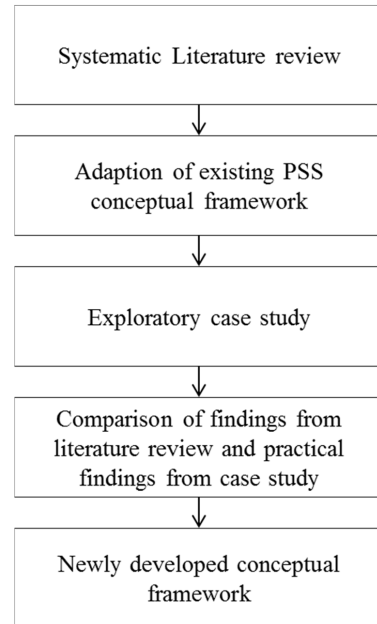 Systematic Literature review
Adaption of existing PSS
conceptual framework
Exploratory case study
Comparison of findings from
literature review and practical
findings from case study
Newly developed conceptual
framework